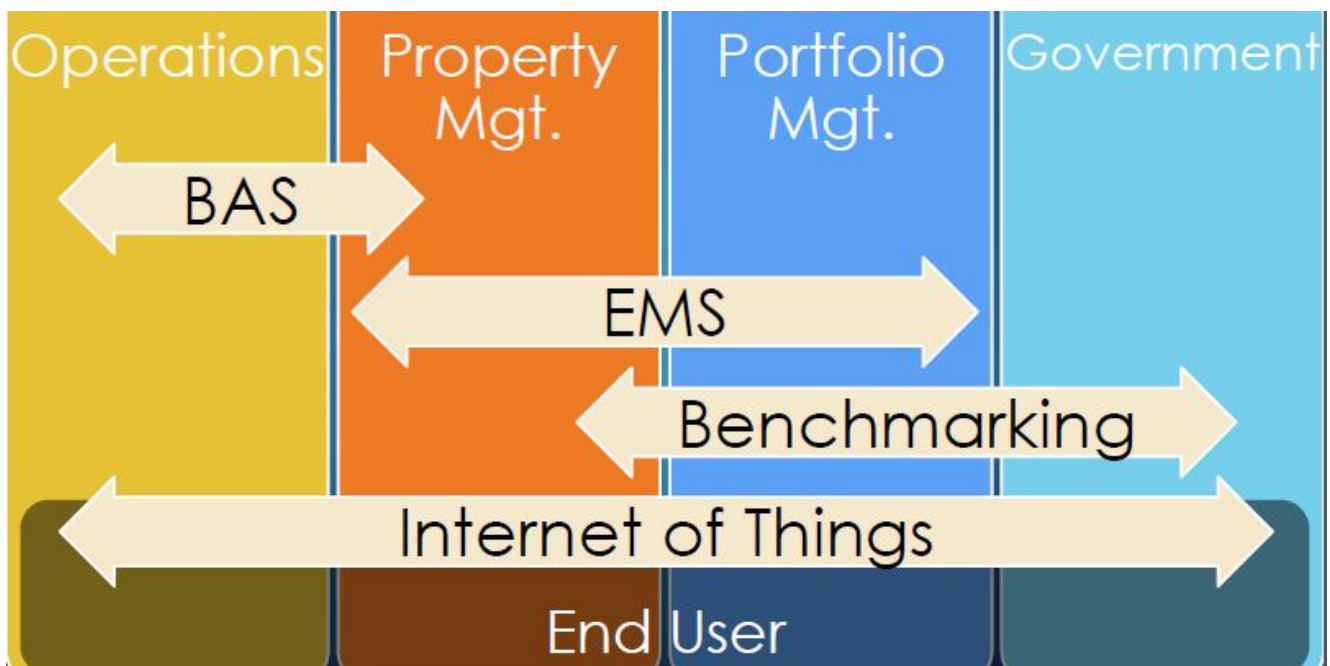 Operations
Property
Mgt.
Portfolio
Mgt.
Government
BAS
EMS
Benchmarking
Internet of Things
End User